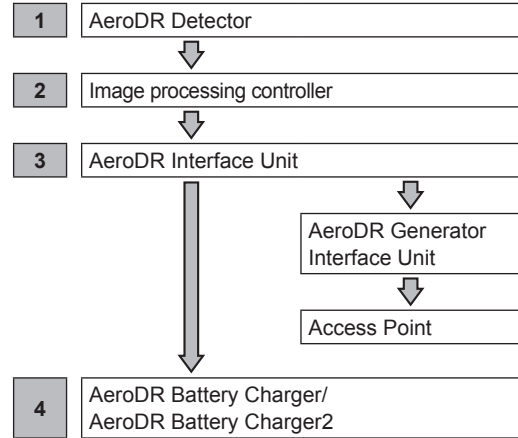 1 AeroDR Detector
2 Image processing controller
3 AeroDR Interface Unit
AeroDR Generator
Interface Unit
Access Point
4 AeroDR Battery Charger/
AeroDR Battery Charger2